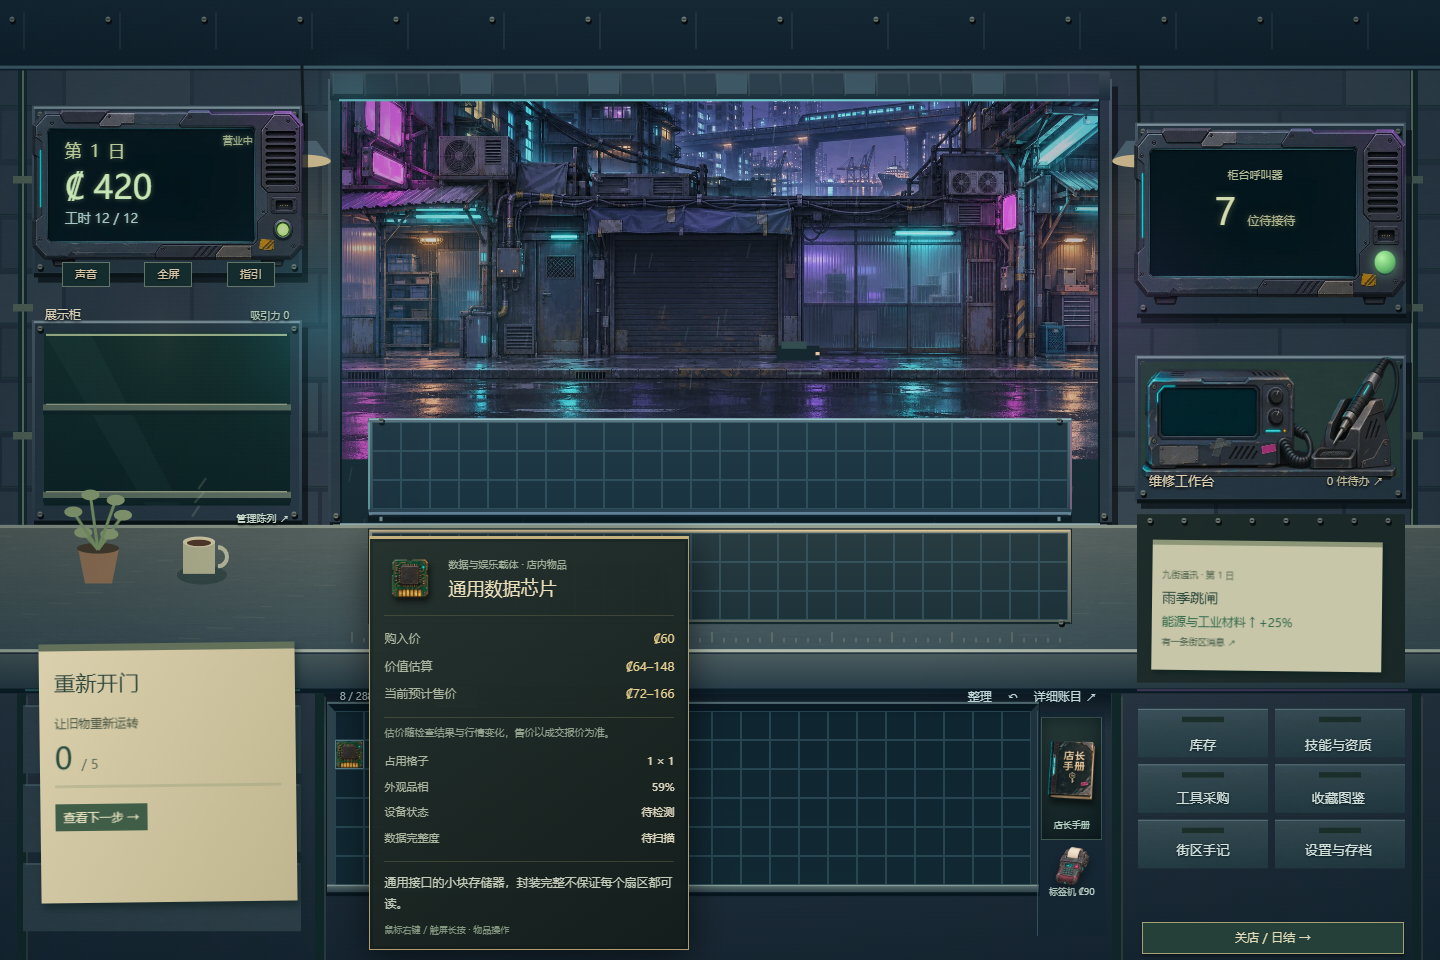 营业中
第 1 日
₡ 420
工时 12 / 12
声音
全屏
指引
柜台呼叫器
7 位待接待
展示柜
吸引力 0
管理陈列 ↗
维修工作台
0 件待办 ↗
九街通讯 · 第 1 日
雨季跳闸
能源与工业材料 ↑ +25%
有一条街区消息 ↗
重新开门
让旧物重新运转
0 / 5
查看下一步 →
数据与娱乐载体 · 店内物品
通用数据芯片
购入价 ₡60
价值估算 ₡64–148
当前预计售价 ₡72–166
估价随检查结果与行情变化，售价以成交报价为准。
占用格子 1 × 1
外观品相 59%
设备状态 待检测
数据完整度 待扫描
通用接口的小块存储器，封装完整不保证每个扇区都可
读。
鼠标右键 / 触屏长按 · 物品操作
8 / 28
整理 ↶ 详细账目 ↗
店长
手册
店长手册
标签机 ₡90
库存
技能与资质
工具采购
收藏图鉴
街区手记
设置与存档
关店 / 日结 →